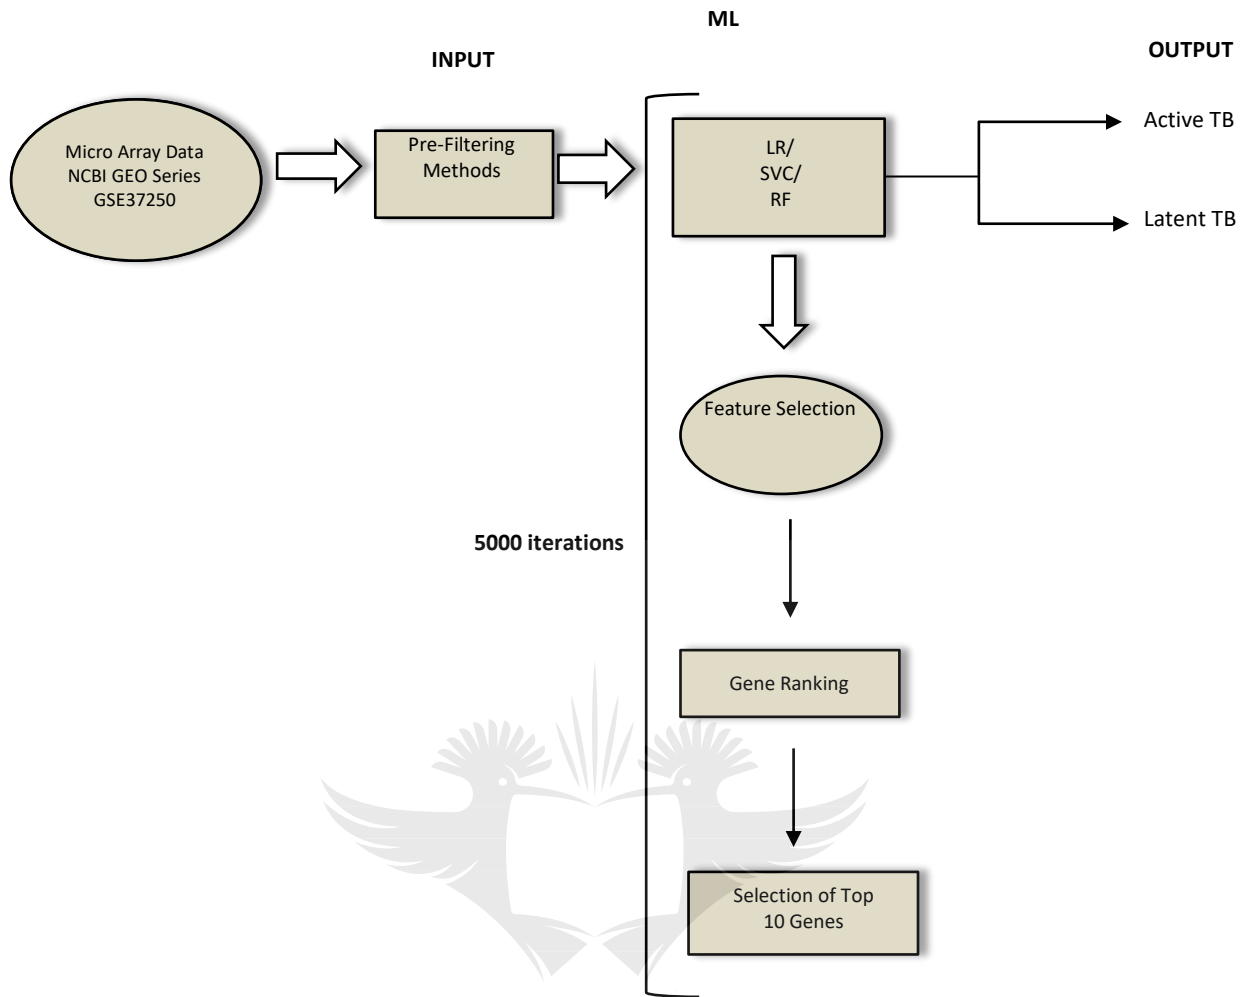 ML
INPUT
OUTPUT
Micro Array Data
NCBI GEO Series
GSE37250
Pre-Filtering
Methods
LR/
SVC/
RF
Active TB
Latent TB
Feature Selection
5000 iterations
Gene Ranking
Selection of Top
10 Genes